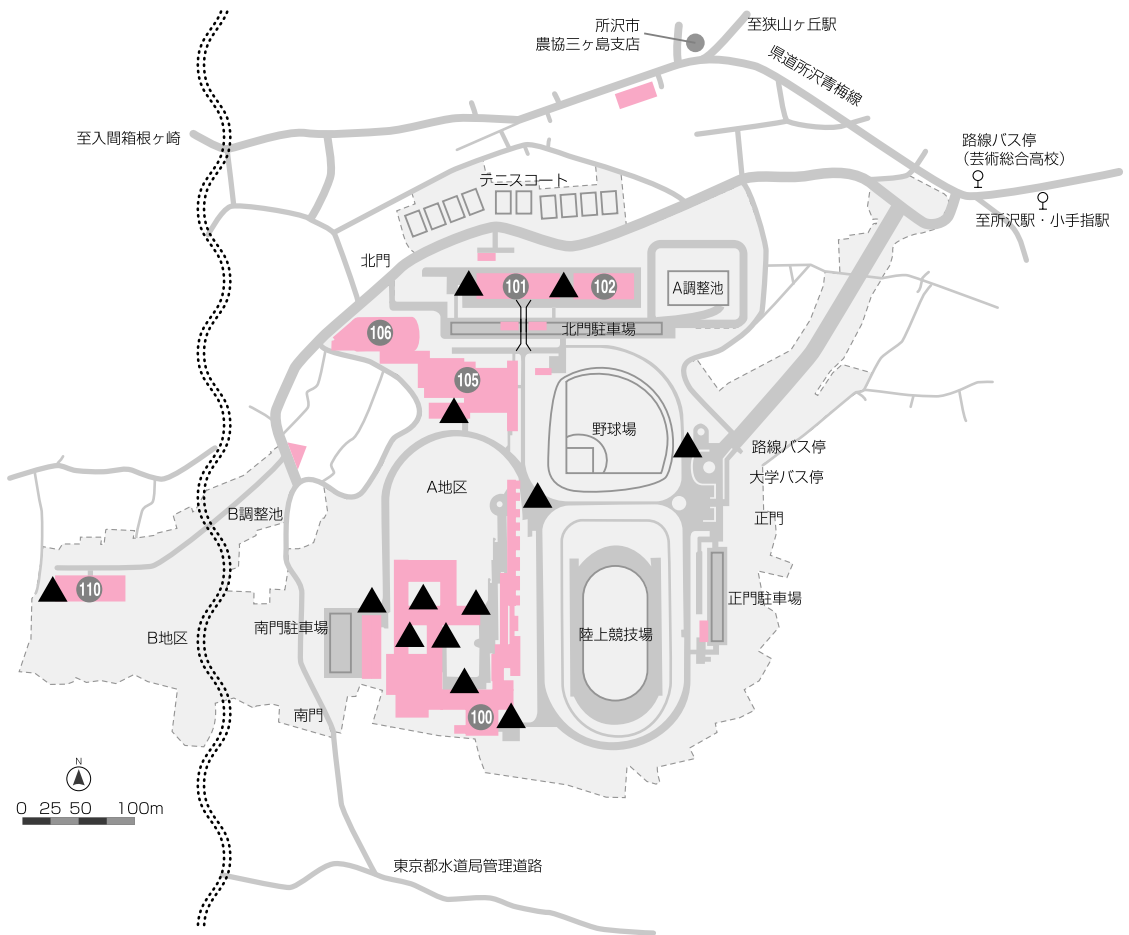 所沢市
農協三ヶ島支店
至狭山ヶ丘駅
県道所沢青梅線
至入間箱根ヶ崎
路線バス停
(芸術総合高校)
テニスコート
至所沢駅・小手指駅
北門
101
102
A調整池
106
北門駐車場
105
野球場
路線バス停
大学バス停
A地区
B調整池
正門
110
正門駐車場
南門駐車場
B地区
陸上競技場
南門
100
N
0 25 50 100m
東京都水道局管理道路